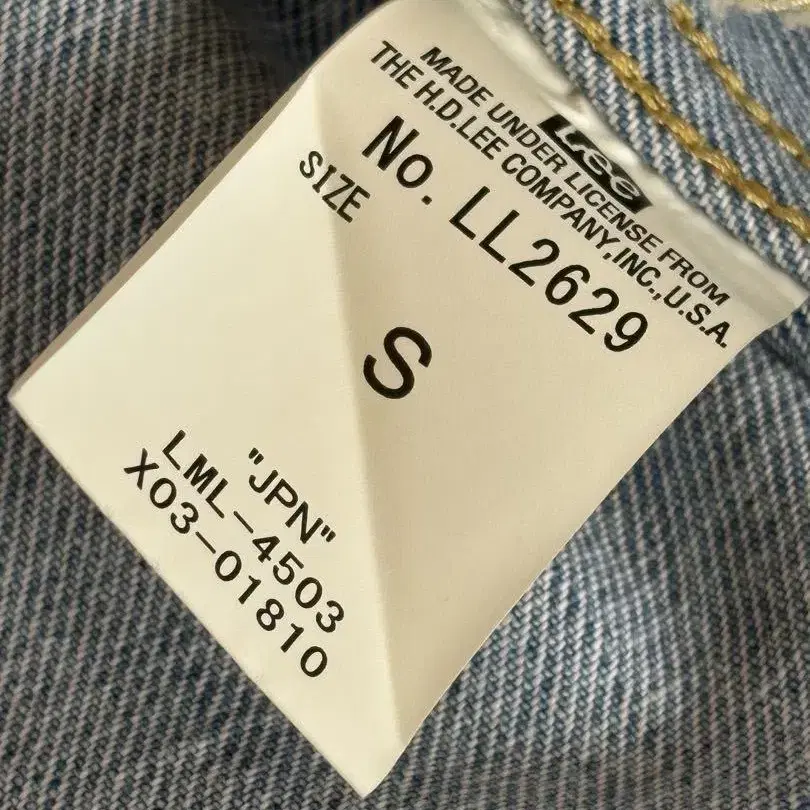 Lee
MADE UNDER LICENSE FROM
THE H.D.LEE COMPANY,INC.,U.S.A.
No. LL2629
SIZE
S
"JPN"
LML-4503
X03-01810